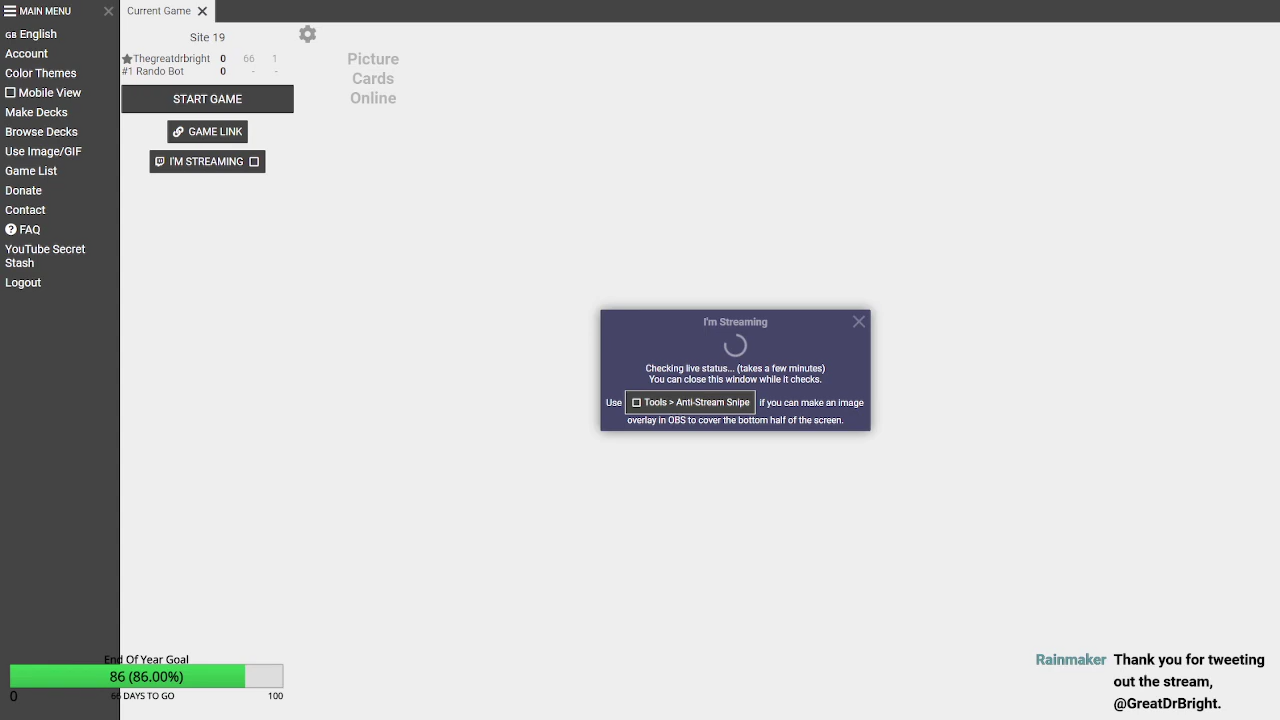 MAIN MENU
GB English
Account
Color Themes
Mobile View
Make Decks
Browse Decks
Use Image/GIF
Game List
Donate
Contact
FAQ
YouTube Secret
Stash
Logout
Current Game
Site 19
Thegreatdrbright 0 66 1
#1 Rando Bot 0 - -
START GAME
GAME LINK
I'M STREAMING
Picture
Cards
Online
I'm Streaming
Checking live status... (takes a few minutes)
You can close this window while it checks.
Use Tools > Anti-Stream Snipe if you can make an image
overlay in OBS to cover the bottom half of the screen.
End Of Year Goal
86 (86.00%)
0 66 DAYS TO GO 100
Rainmaker Thank you for tweeting
out the stream,
@GreatDrBright.